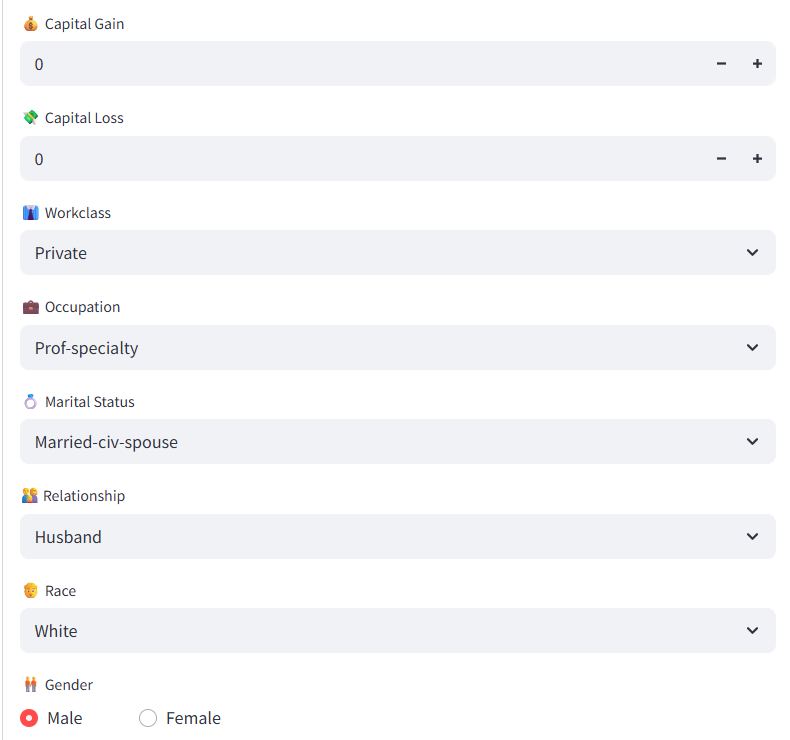 Capital Gain
0
Capital Loss
0
Workclass
Private
Occupation
Prof-specialty
Marital Status
Married-civ-spouse
Relationship
Husband
Race
White
Gender
Male Female